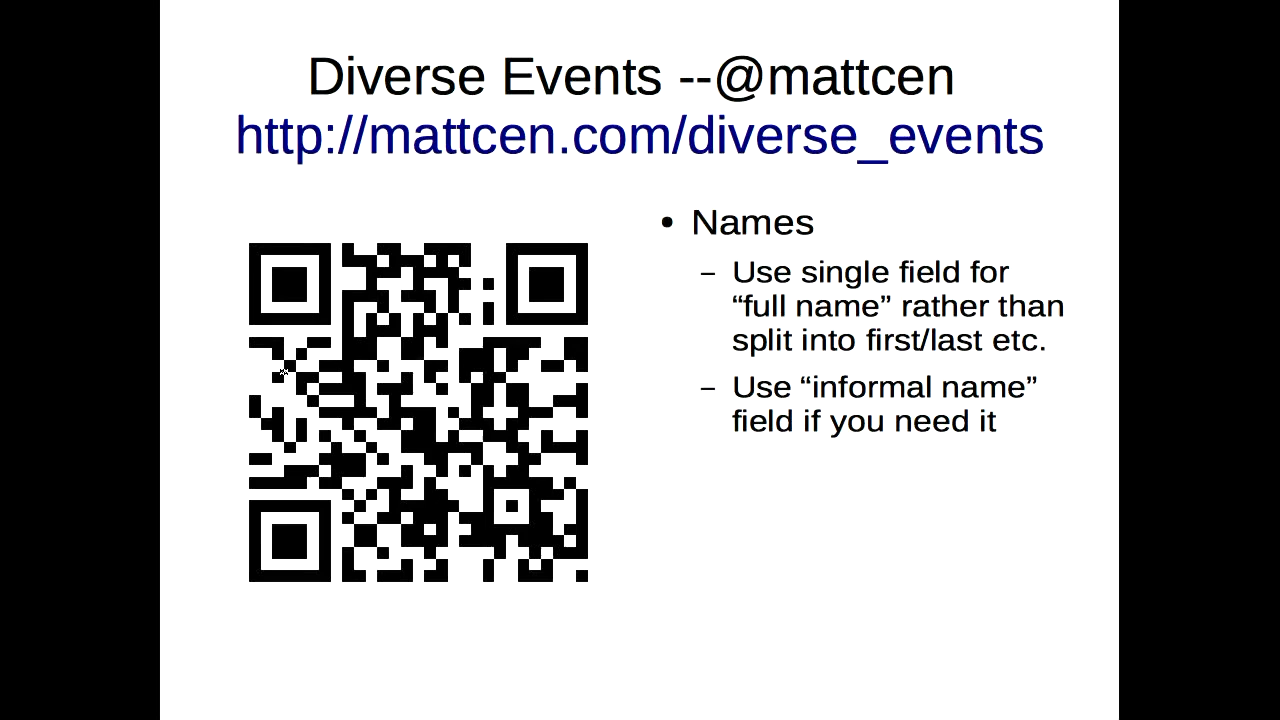 Diverse Events --@mattcen
http://mattcen.com/diverse_events
• Names
– Use single field for
“full name” rather than
split into first/last etc.
– Use “informal name”
field if you need it